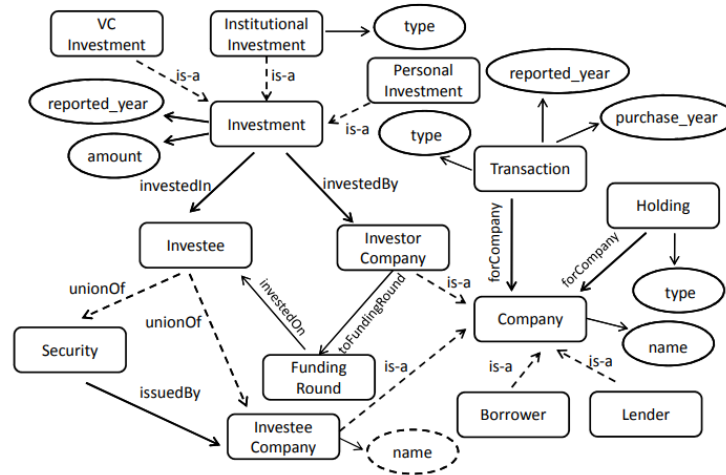 VC
Investment
Institutional
Investment
type
is-a
is-a
Personal
Investment
reported_year
reported_year
Investment
is-a
type
purchase_year
amount
Transaction
investedIn
investedBy
Holding
forCompany
forCompany
Investee
Investor
Company
unionOf
investedOn
toFundingRound
is-a
type
unionOf
Company
Security
name
Funding
Round
is-a
is-a
is-a
issuedBy
Borrower
Lender
Investee
Company
name